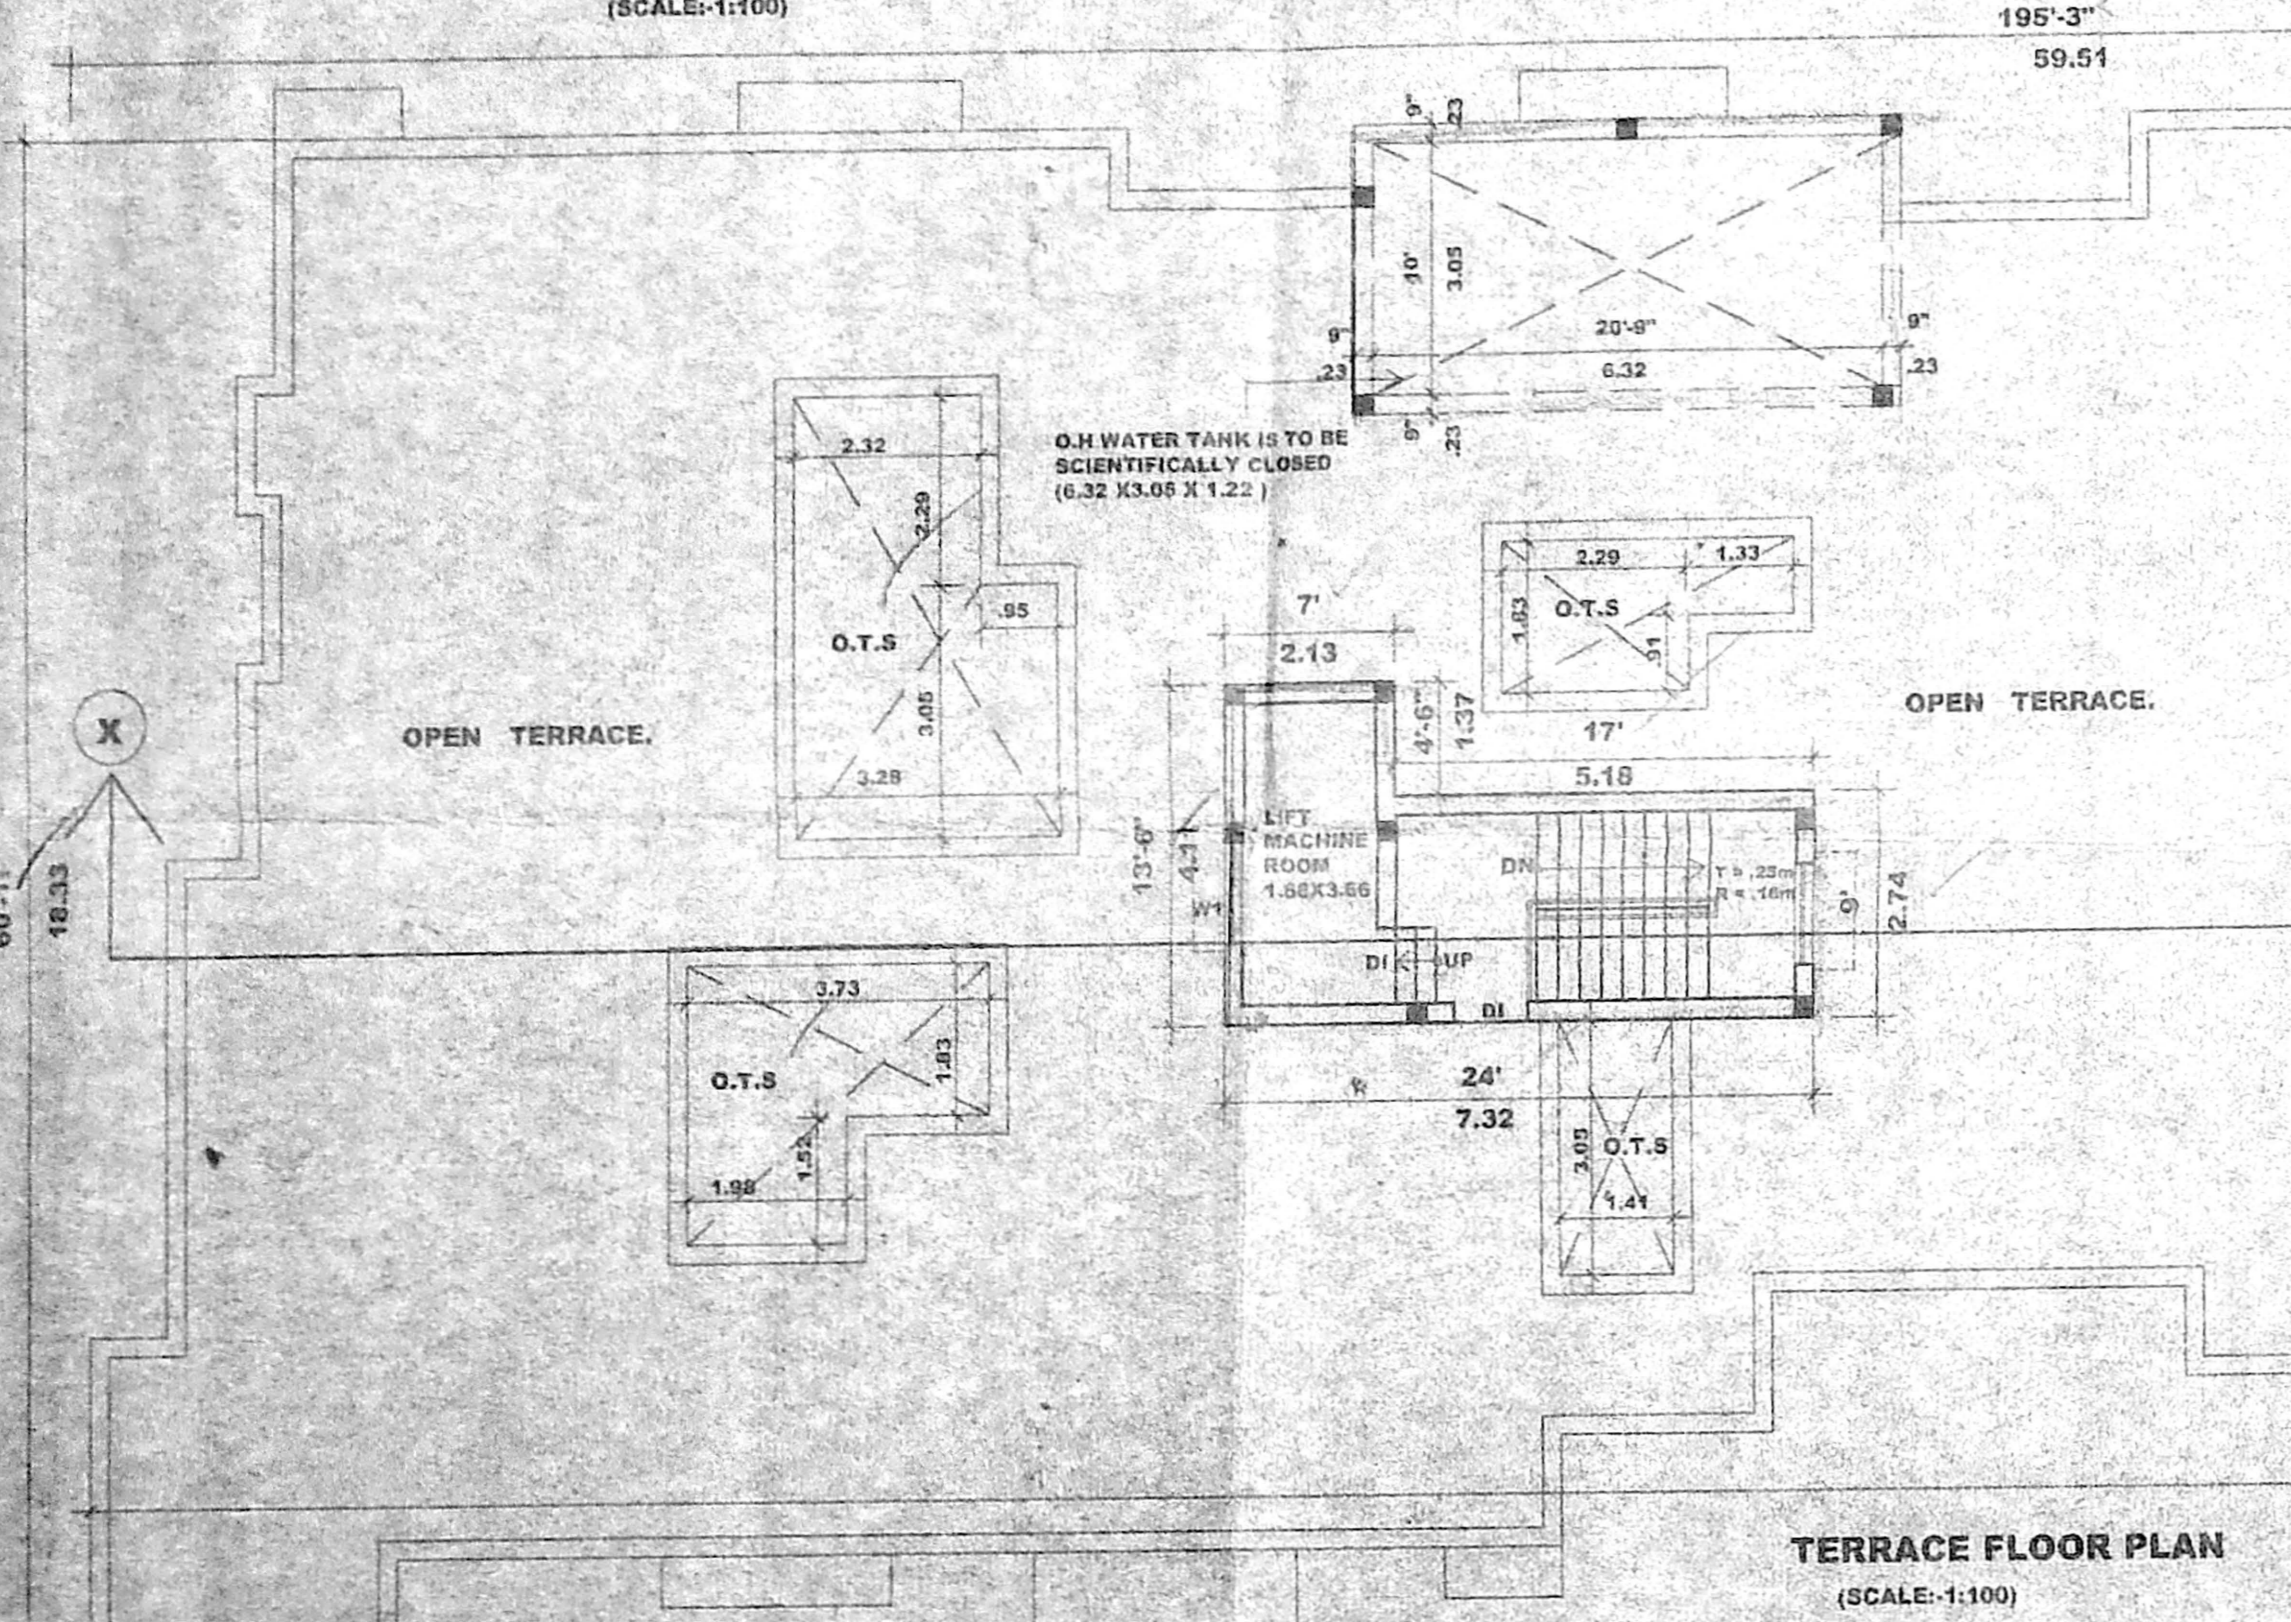 (SCALE:-1:100)
195'-3"
59.51
9"
.23
10'
3.05
20'-9"
6.32
9"
.23
9"
.23
9"
.23
O.H WATER TANK IS TO BE
SCIENTIFICALLY CLOSED
(6.32 X3.05 X 1.22 )
2.32
2.29
.95
O.T.S
3.05
3.28
2.29
1.33
1.63
O.T.S
.91
7'
2.13
4'-6"
1.37
17'
5.18
OPEN TERRACE.
OPEN TERRACE.
X
18.33
13'-6"
4.11
LIFT
MACHINE
ROOM
1.68X3.66
W1
DN
T = .25m
R = .16m
9'
2.74
DI
UP
DI
24'
7.32
3.73
1.83
O.T.S
1.52
1.98
3.05
O.T.S
1.41
TERRACE FLOOR PLAN
(SCALE:-1:100)